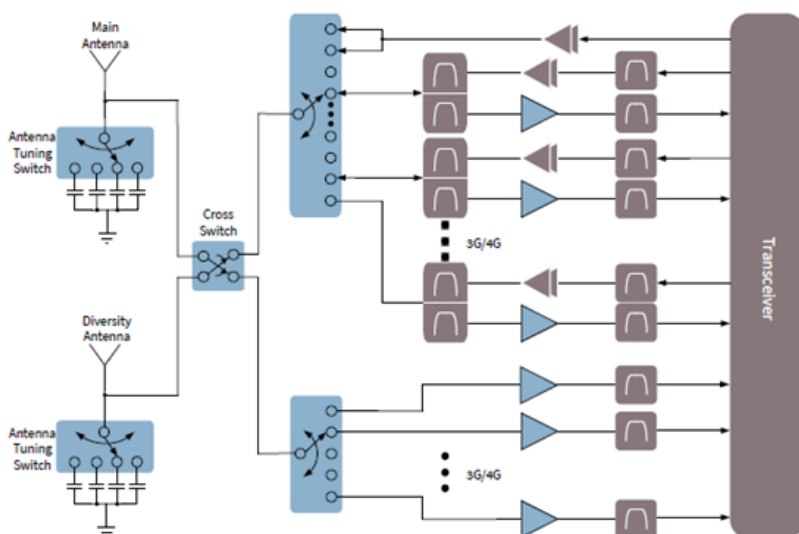 Main
Antenna
Antenna
Tuning
Switch
Cross
Switch
3G/4G
Transceiver
Diversity
Antenna
Antenna
Tuning
Switch
3G/4G